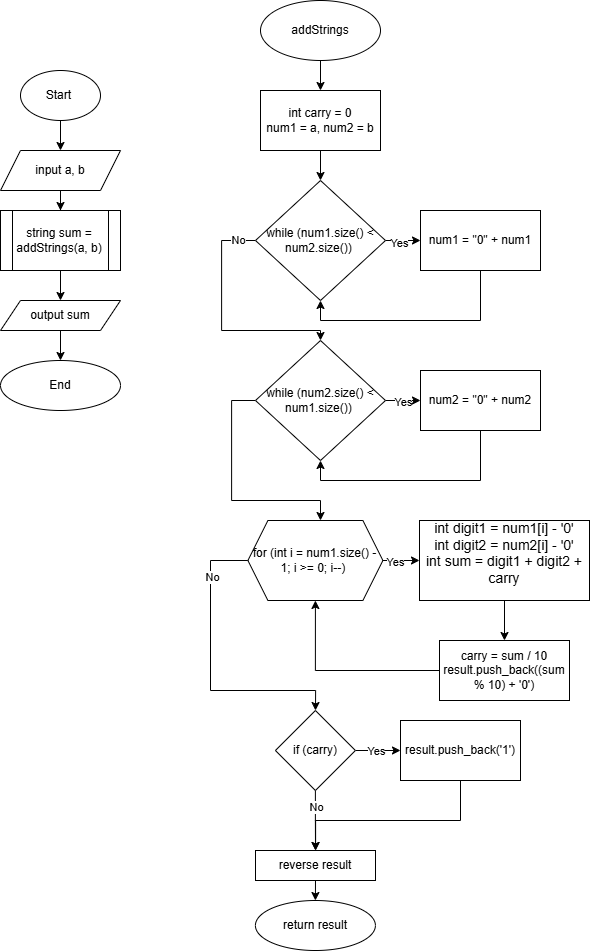 Start
input a, b
string sum =
addStrings(a, b)
output sum
End
addStrings
int carry = 0
num1 = a, num2 = b
while (num1.size() <
num2.size())
Yes
num1 = "0" + num1
No
while (num2.size() <
num1.size())
Yes
num2 = "0" + num2
for (int i = num1.size() -
1; i >= 0; i--)
Yes
int digit1 = num1[i] - '0'
int digit2 = num2[i] - '0'
int sum = digit1 + digit2 +
carry
No
carry = sum / 10
result.push_back((sum
% 10) + '0')
if (carry)
Yes
result.push_back('1')
No
reverse result
return result